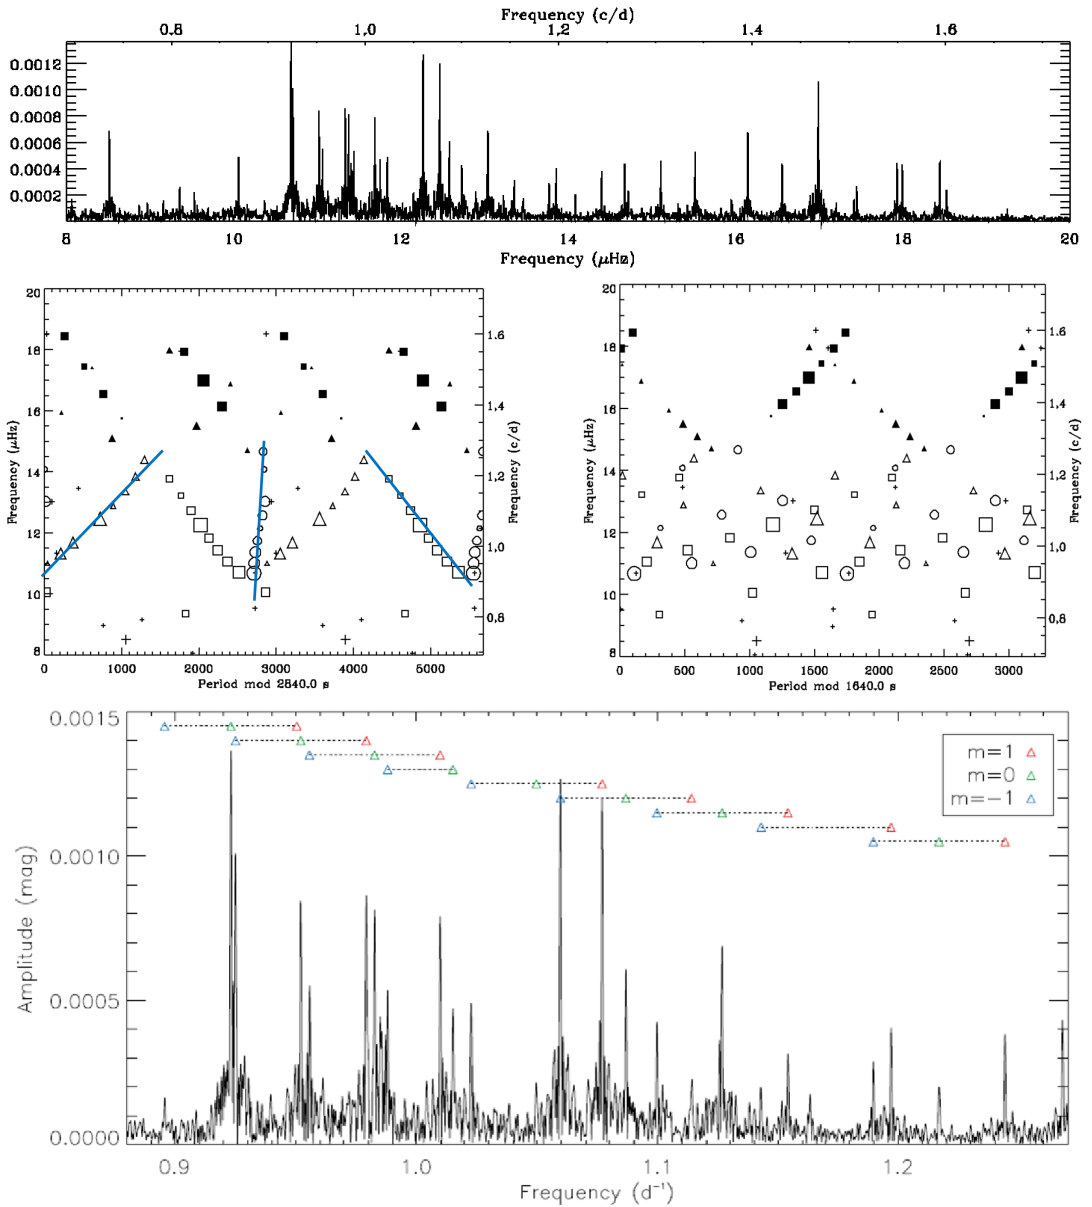 Frequency (c/d)
0.8 1.0 1.2 1.4 1.6
0.0012
0.0010
0.0008
0.0006
0.0004
0.0002
8 10 12 14 16 18 20
Frequency (μHz)
20
18
16
14
12
10
8
Frequency (μHz)
1.6
1.4
1.2
1.0
0.8
Frequency (c/d)
0 1000 2000 3000 4000 5000 6000
Period mod 2840.0 s
20
18
16
14
12
10
8
Frequency (μHz)
1.6
1.4
1.2
1.0
0.8
Frequency (c/d)
0 500 1000 1500 2000 2500 3000
Period mod 1640.0 s
0.0015
0.0010
0.0005
0.0000
Amplitude (mag)
m=1
m=0
m=−1
0.9 1.0 1.1 1.2
Frequency (d⁻¹)